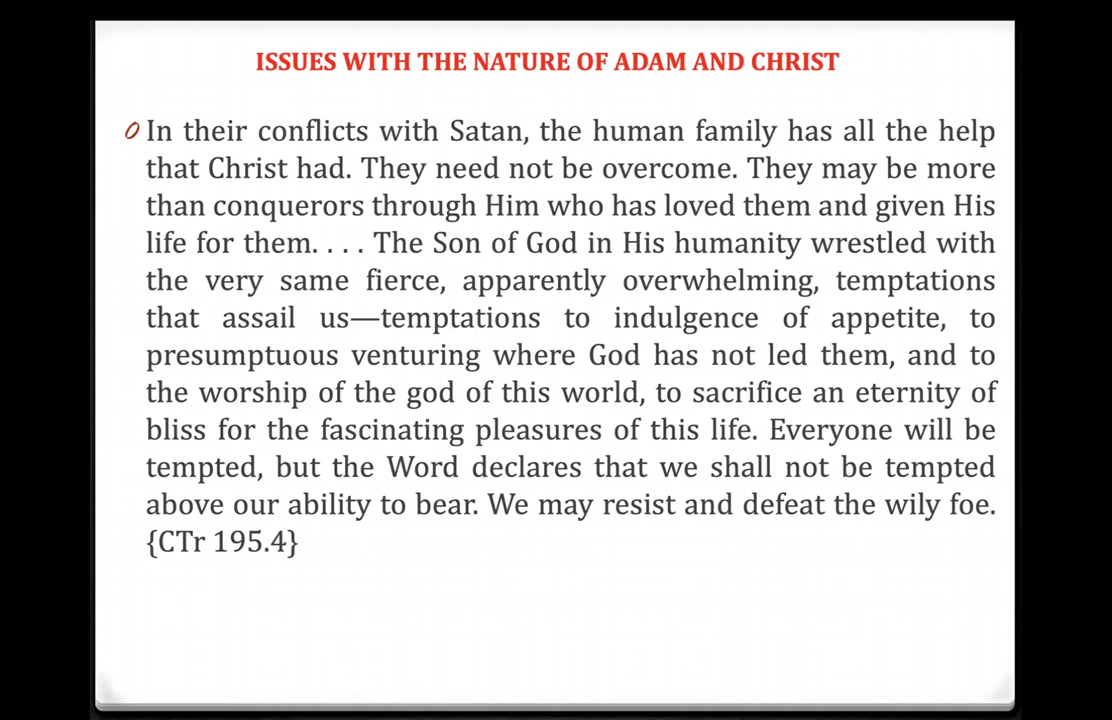 ISSUES WITH THE NATURE OF ADAM AND CHRIST
In their conflicts with Satan, the human family has all the help
that Christ had. They need not be overcome. They may be more
than conquerors through Him who has loved them and given His
life for them. . . . The Son of God in His humanity wrestled with
the very same fierce, apparently overwhelming, temptations
that assail us—temptations to indulgence of appetite, to
presumptuous venturing where God has not led them, and to
the worship of the god of this world, to sacrifice an eternity of
bliss for the fascinating pleasures of this life. Everyone will be
tempted, but the Word declares that we shall not be tempted
above our ability to bear. We may resist and defeat the wily foe.
{CTr 195.4}